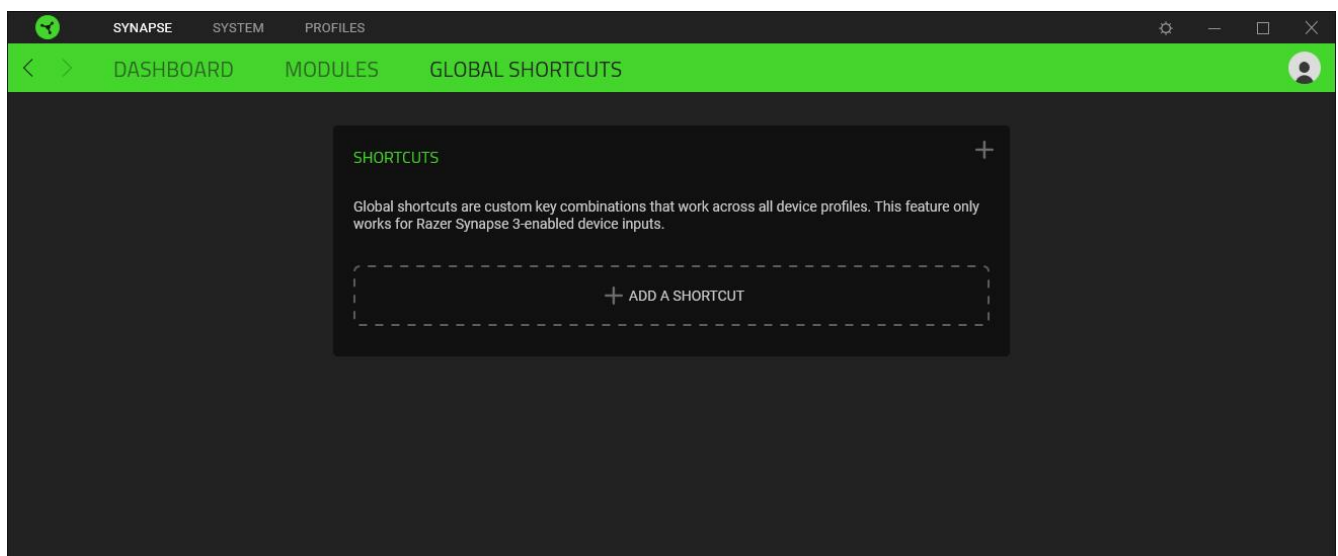 SYNAPSE SYSTEM PROFILES
DASHBOARD MODULES GLOBAL SHORTCUTS
SHORTCUTS
Global shortcuts are custom key combinations that work across all device profiles. This feature only
works for Razer Synapse 3-enabled device inputs.
ADD A SHORTCUT